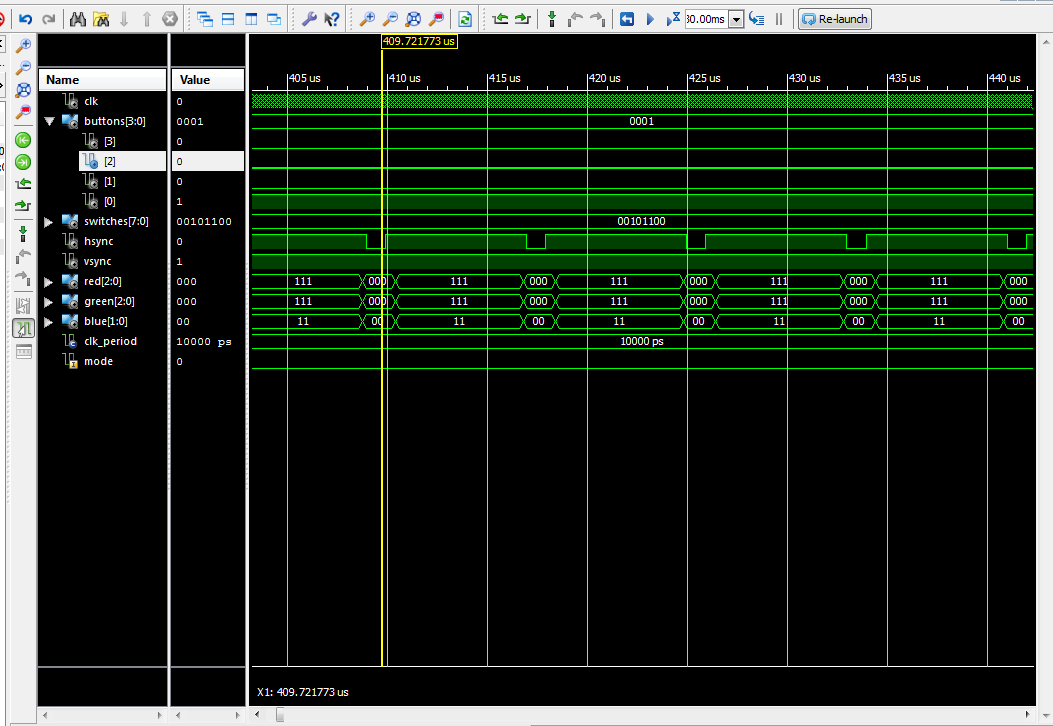 30.00ms Re-launch
409.721773 us
Name Value 405 us 410 us 415 us 420 us 425 us 430 us 435 us 440 us
clk 0
buttons[3:0] 0001 0001
[3] 0
[2] 0
[1] 0
[0] 1
switches[7:0] 00101100 00101100
hsync 0
vsync 1
red[2:0] 000 111 000 111 000 111 000 111 000 111 000
green[2:0] 000 111 000 111 000 111 000 111 000 111 000
blue[1:0] 00 11 00 11 00 11 00 11 00 11 00
clk_period 10000 ps 10000 ps
mode 0
X1: 409.721773 us